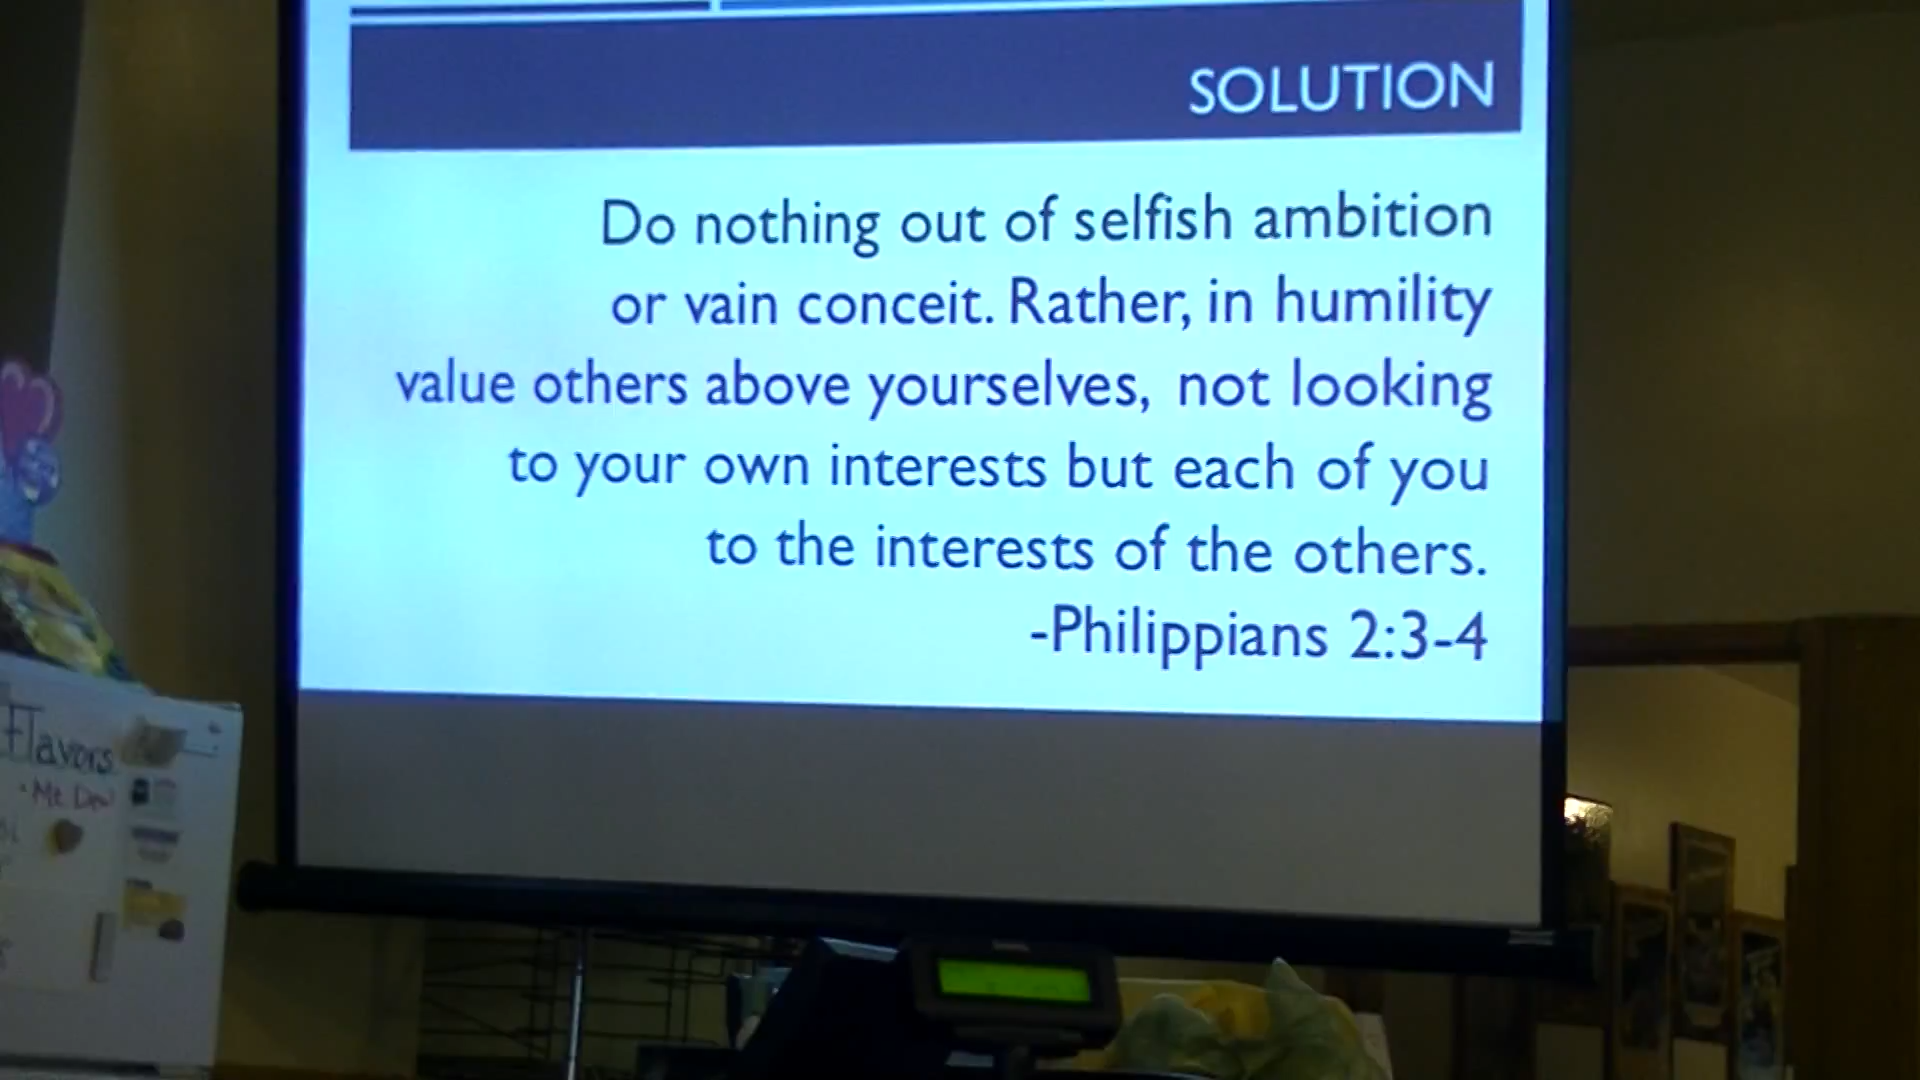 SOLUTION
Do nothing out of selfish ambition
or vain conceit. Rather, in humility
value others above yourselves, not looking
to your own interests but each of you
to the interests of the others.
-Philippians 2:3-4
Flavors